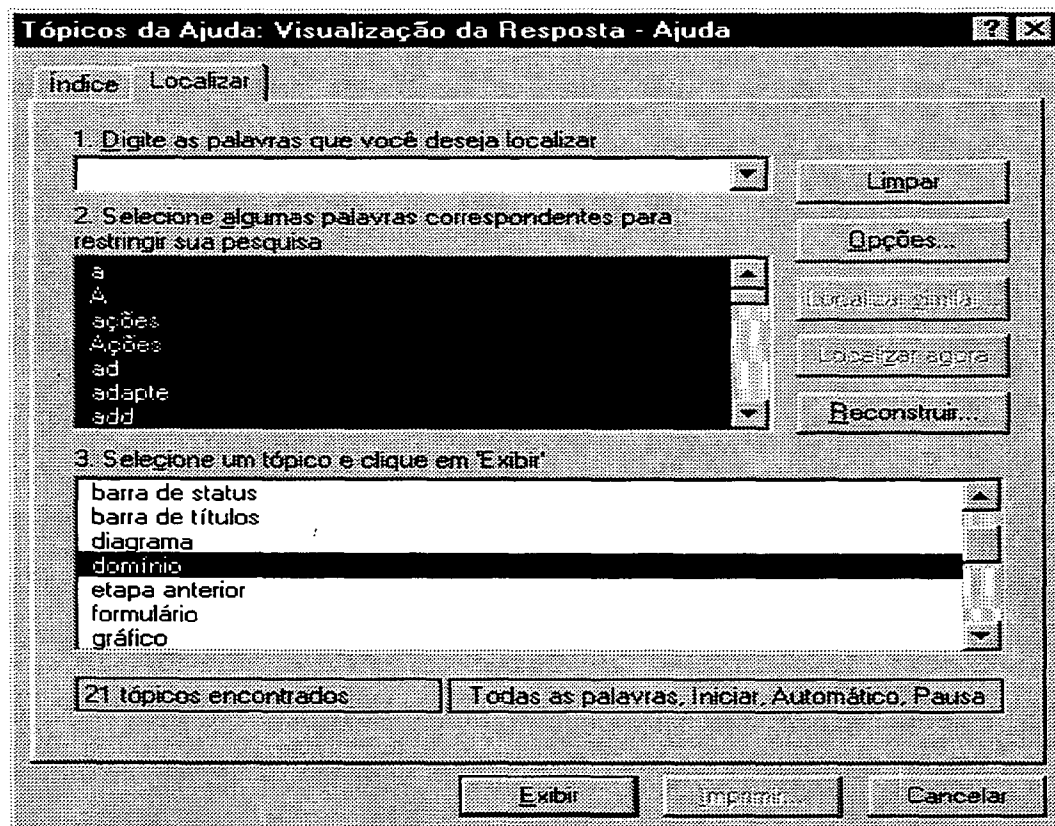 Tópicos da Ajuda: Visualização da Resposta - Ajuda
Índice
Localizar
1. Digite as palavras que você deseja localizar
Limpar
2. Selecione algumas palavras correspondentes para
restringir sua pesquisa
Opções...
a
A
ações
Ações
ad
adapte
add
Localizar
Localizar agora
Reconstruir...
3. Selecione um tópico e clique em 'Exibir'
barra de status
barra de títulos
diagrama
domínio
etapa anterior
formulário
gráfico
21 tópicos encontrados
Todas as palavras, Iniciar, Automático, Pausa
Exibir
Imprimir...
Cancelar